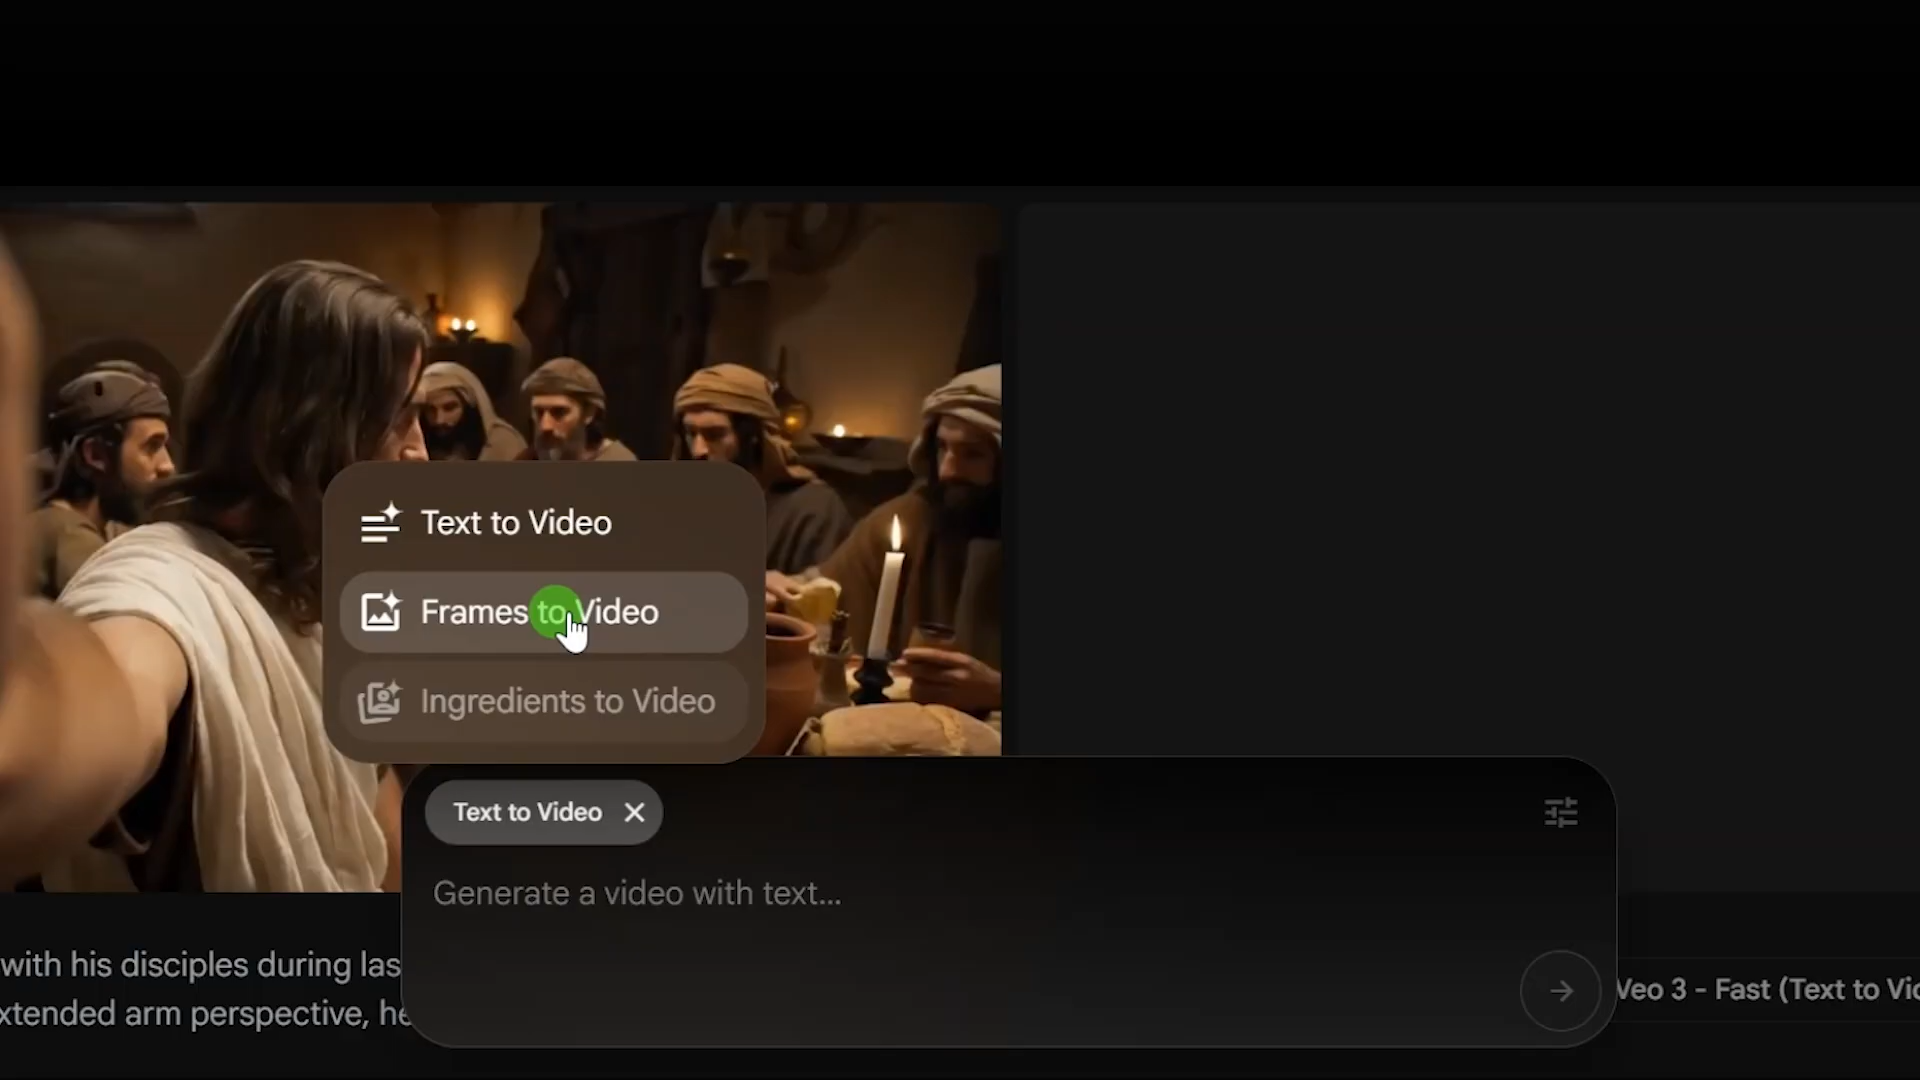 Text to Video
Frames to Video
Ingredients to Video
Text to Video
Generate a video with text...
with his disciples during las
xtended arm perspective, he
Veo 3 - Fast (Text to Vid